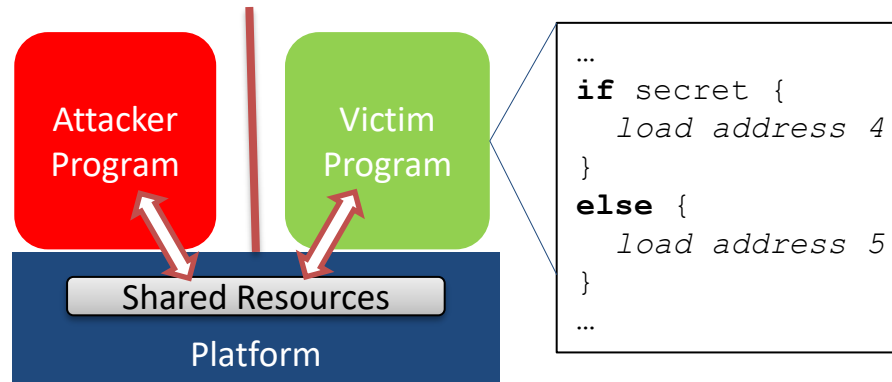 Attacker
Program
Victim
Program
Shared Resources
Platform
…
if secret {
  load address 4
}
else {
  load address 5
}
…